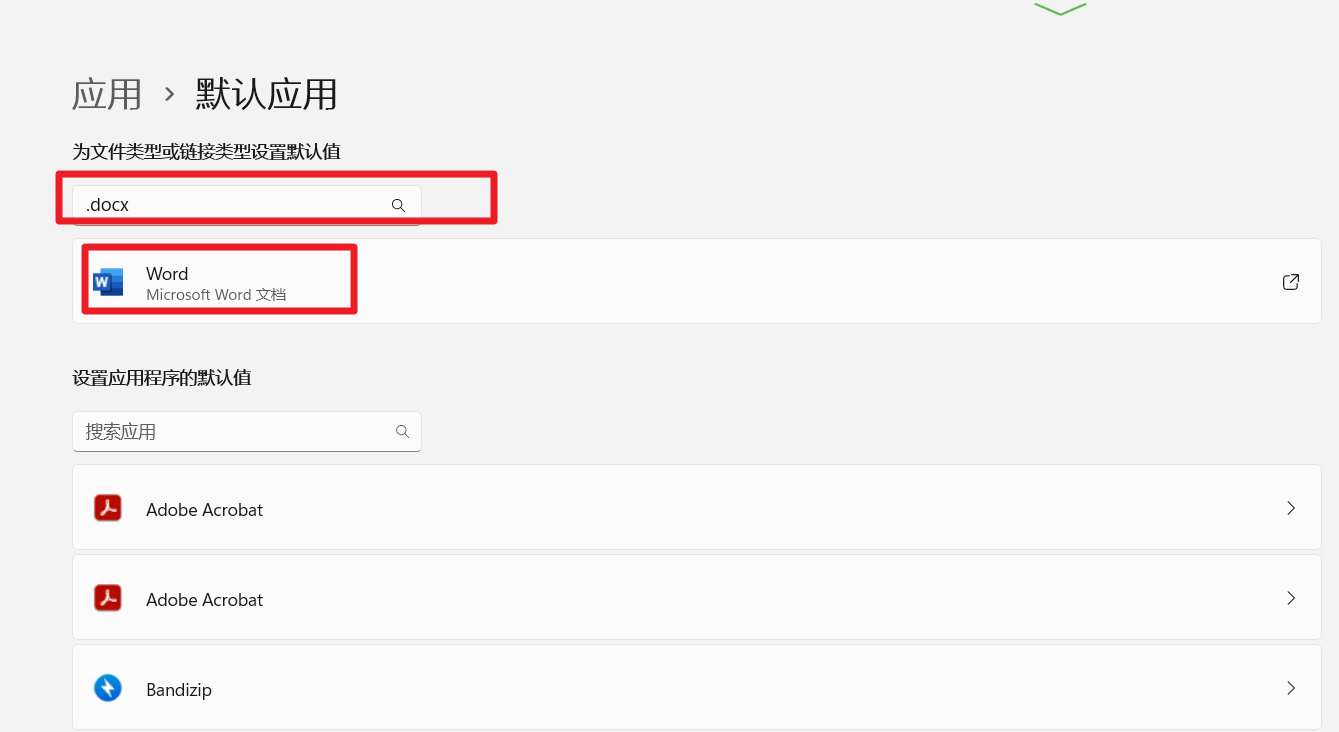 应用 › 默认应用
为文件类型或链接类型设置默认值
.docx
Word
Microsoft Word 文档
设置应用程序的默认值
搜索应用
Adobe Acrobat
Adobe Acrobat
Bandizip